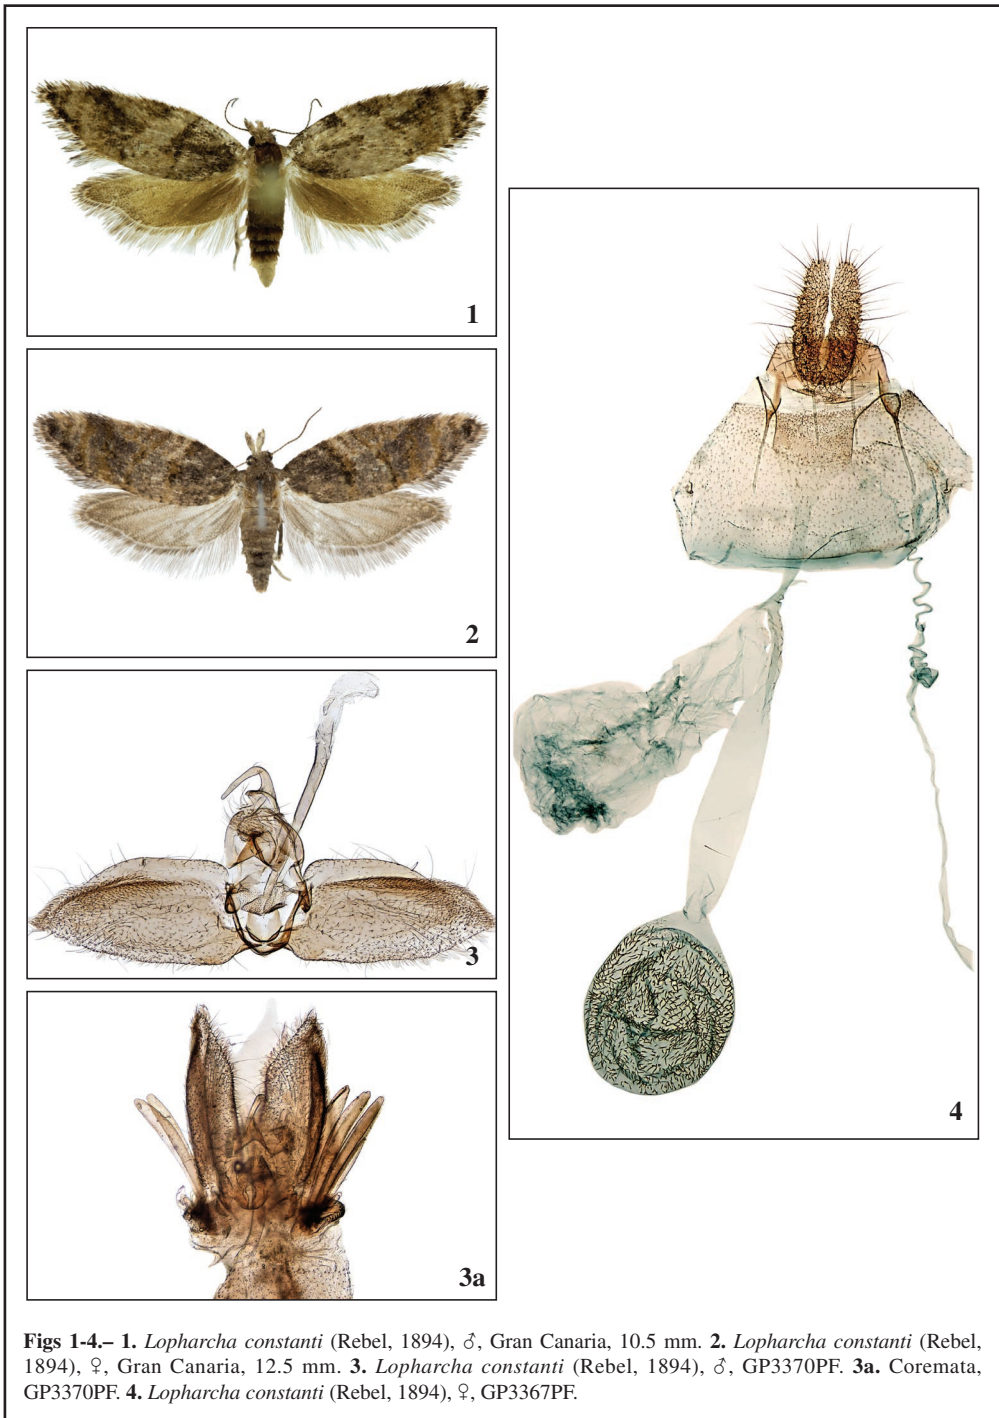 1
2
3
3a
4
Figs 1-4.– 1. Lopharcha constanti (Rebel, 1894), ♂, Gran Canaria, 10.5 mm. 2. Lopharcha constanti (Rebel,
1894), ♀, Gran Canaria, 12.5 mm. 3. Lopharcha constanti (Rebel, 1894), ♂, GP3370PF. 3a. Coremata,
GP3370PF. 4. Lopharcha constanti (Rebel, 1894), ♀, GP3367PF.